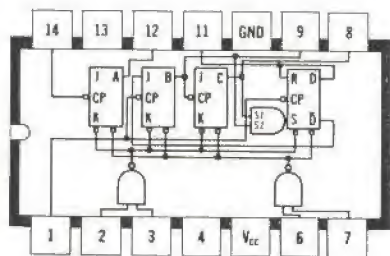 14 13 12 11 GND 9 8
J A J B J C R D
CP CP CP S1 CP
K K K S2 S D̅
1 2 3 4 Vcc 6 7